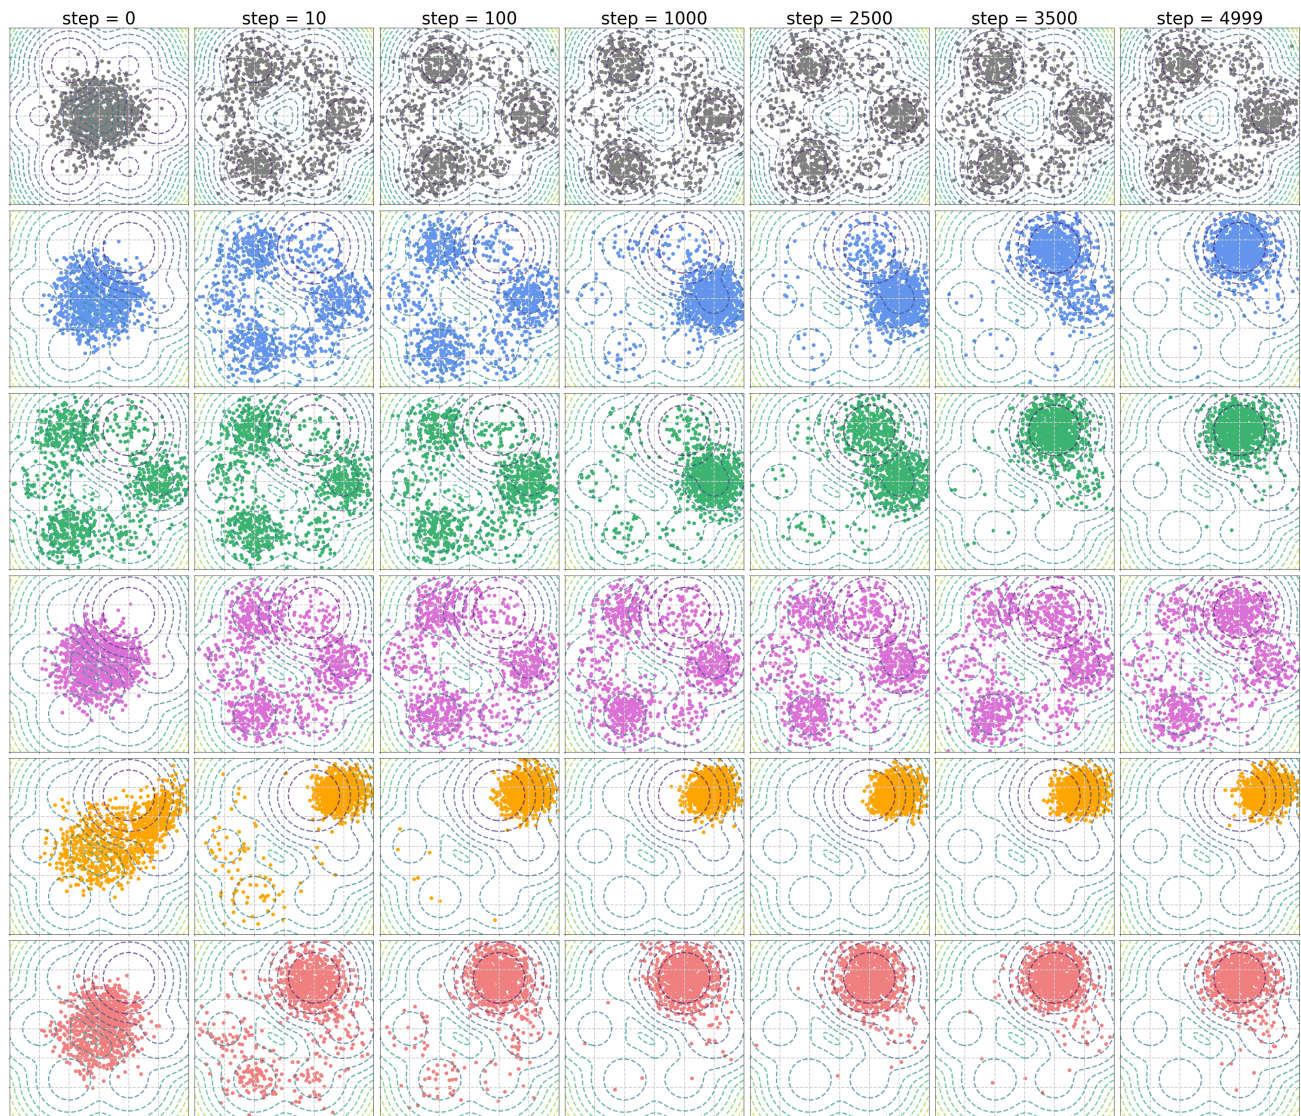 step = 0 step = 10 step = 100 step = 1000 step = 2500 step = 3500 step = 4999